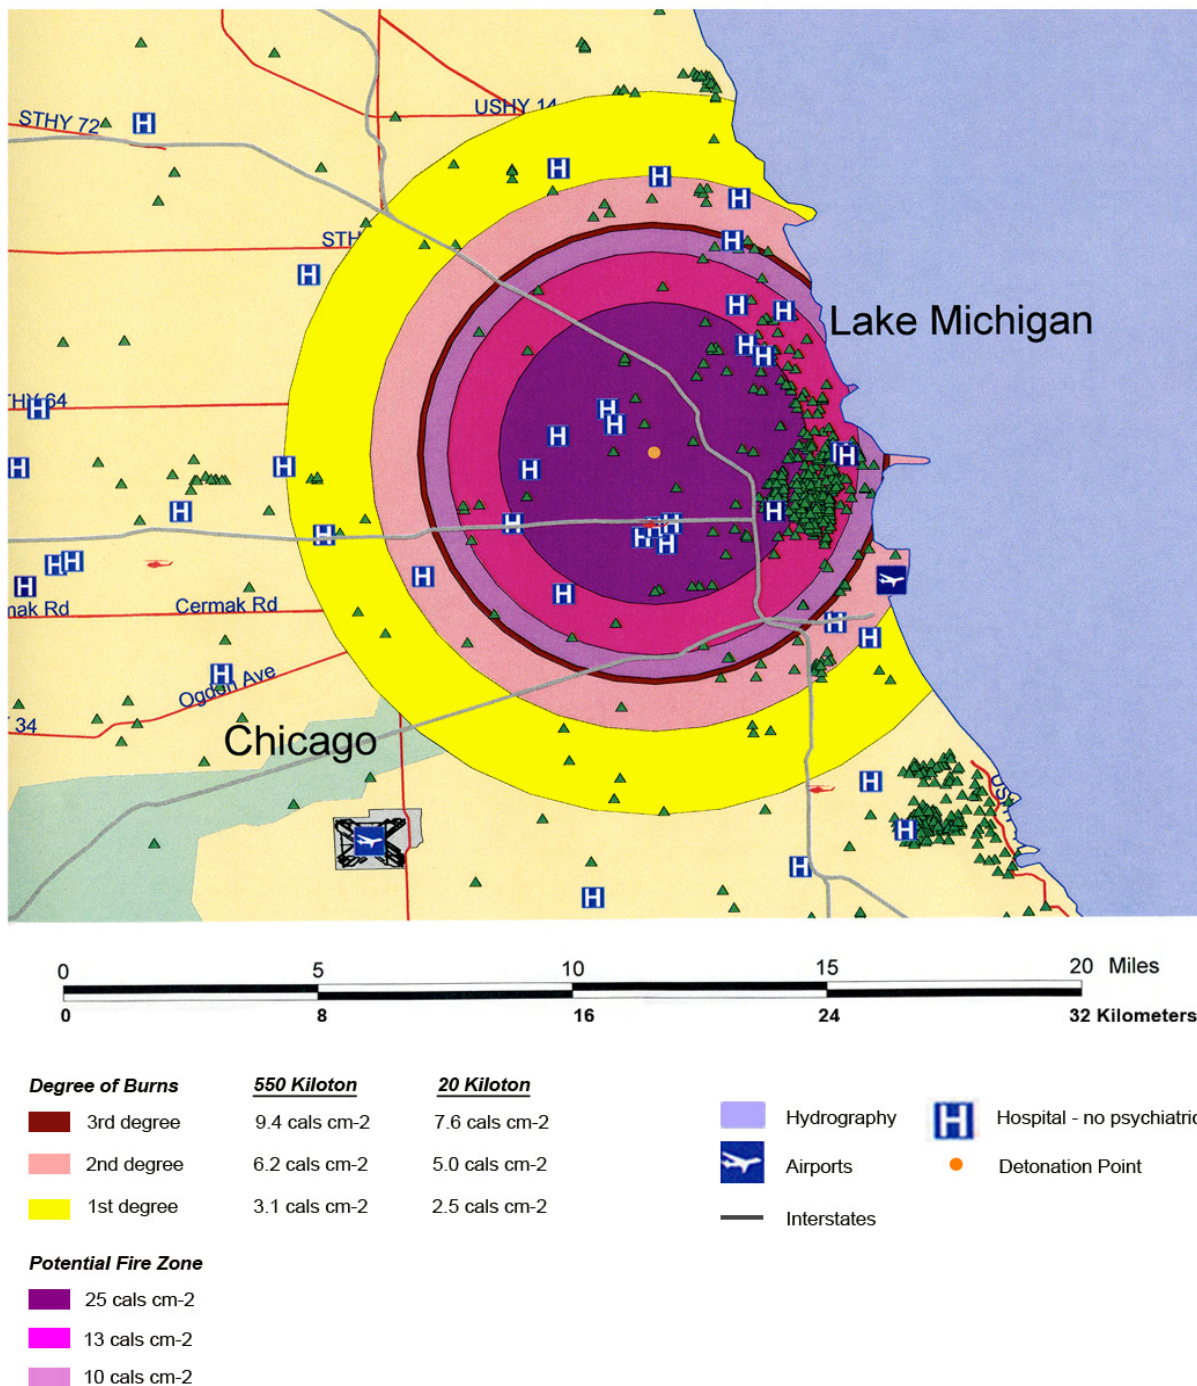 USHY 14
STHY 72
STH
Lake Michigan
THY 64
mak Rd
Cermak Rd
Ogden Ave
34
Chicago
USH
0 5 10 15 20 Miles
0 8 16 24 32 Kilometers
Degree of Burns 550 Kiloton 20 Kiloton
3rd degree 9.4 cals cm-2 7.6 cals cm-2
2nd degree 6.2 cals cm-2 5.0 cals cm-2
1st degree 3.1 cals cm-2 2.5 cals cm-2
Potential Fire Zone
25 cals cm-2
13 cals cm-2
10 cals cm-2
Hydrography
H Hospital - no psychiatric
Airports
Detonation Point
Interstates